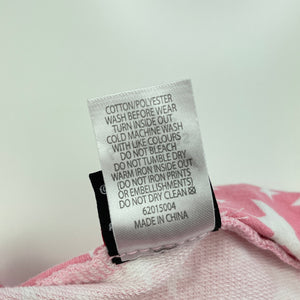 COTTON/POLYESTER
WASH BEFORE WEAR
TURN INSIDE OUT
COLD MACHINE WASH
WITH LIKE COLOURS
DO NOT BLEACH
DO NOT TUMBLE DRY
WARM IRON INSIDE OUT
(DO NOT IRON PRINTS
OR EMBELLISHMENTS)
DO NOT DRY CLEAN
62015004
MADE IN CHINA